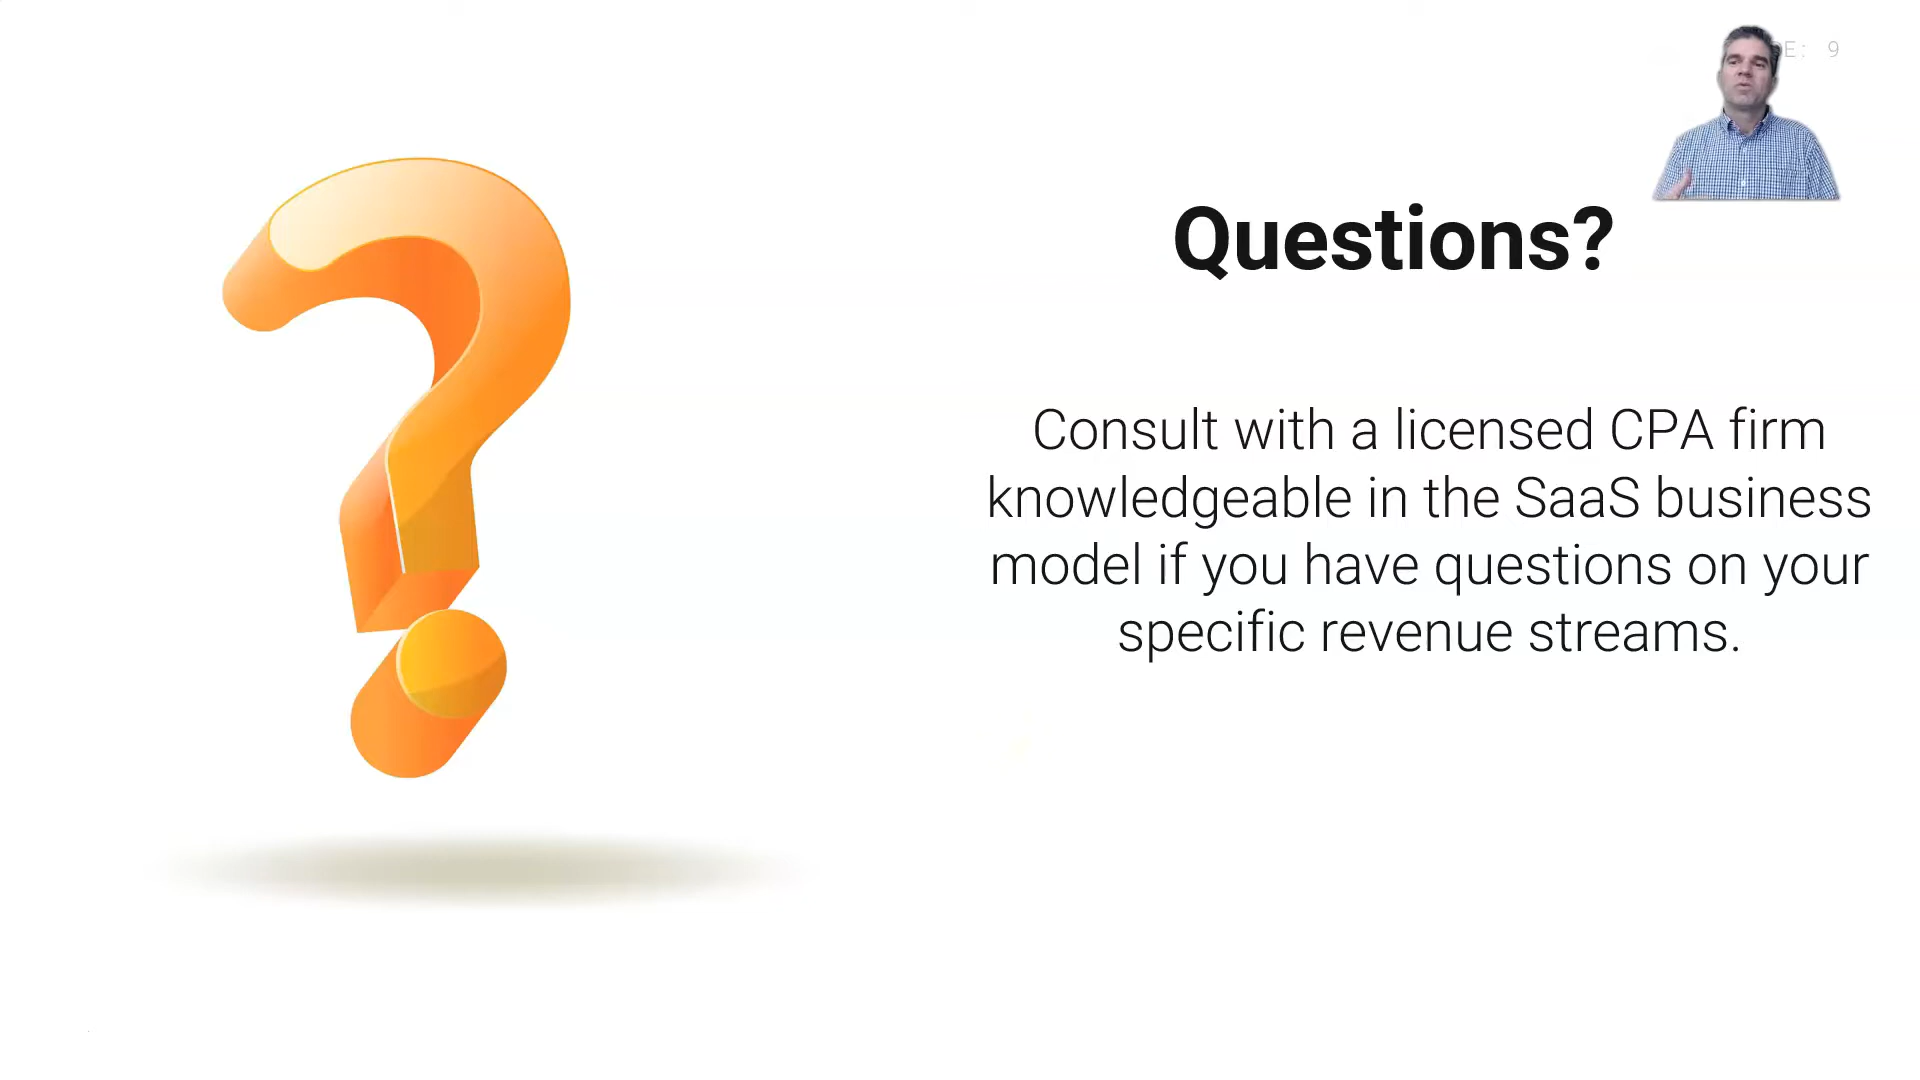 9
Questions?
Consult with a licensed CPA firm
knowledgeable in the SaaS business
model if you have questions on your
specific revenue streams.